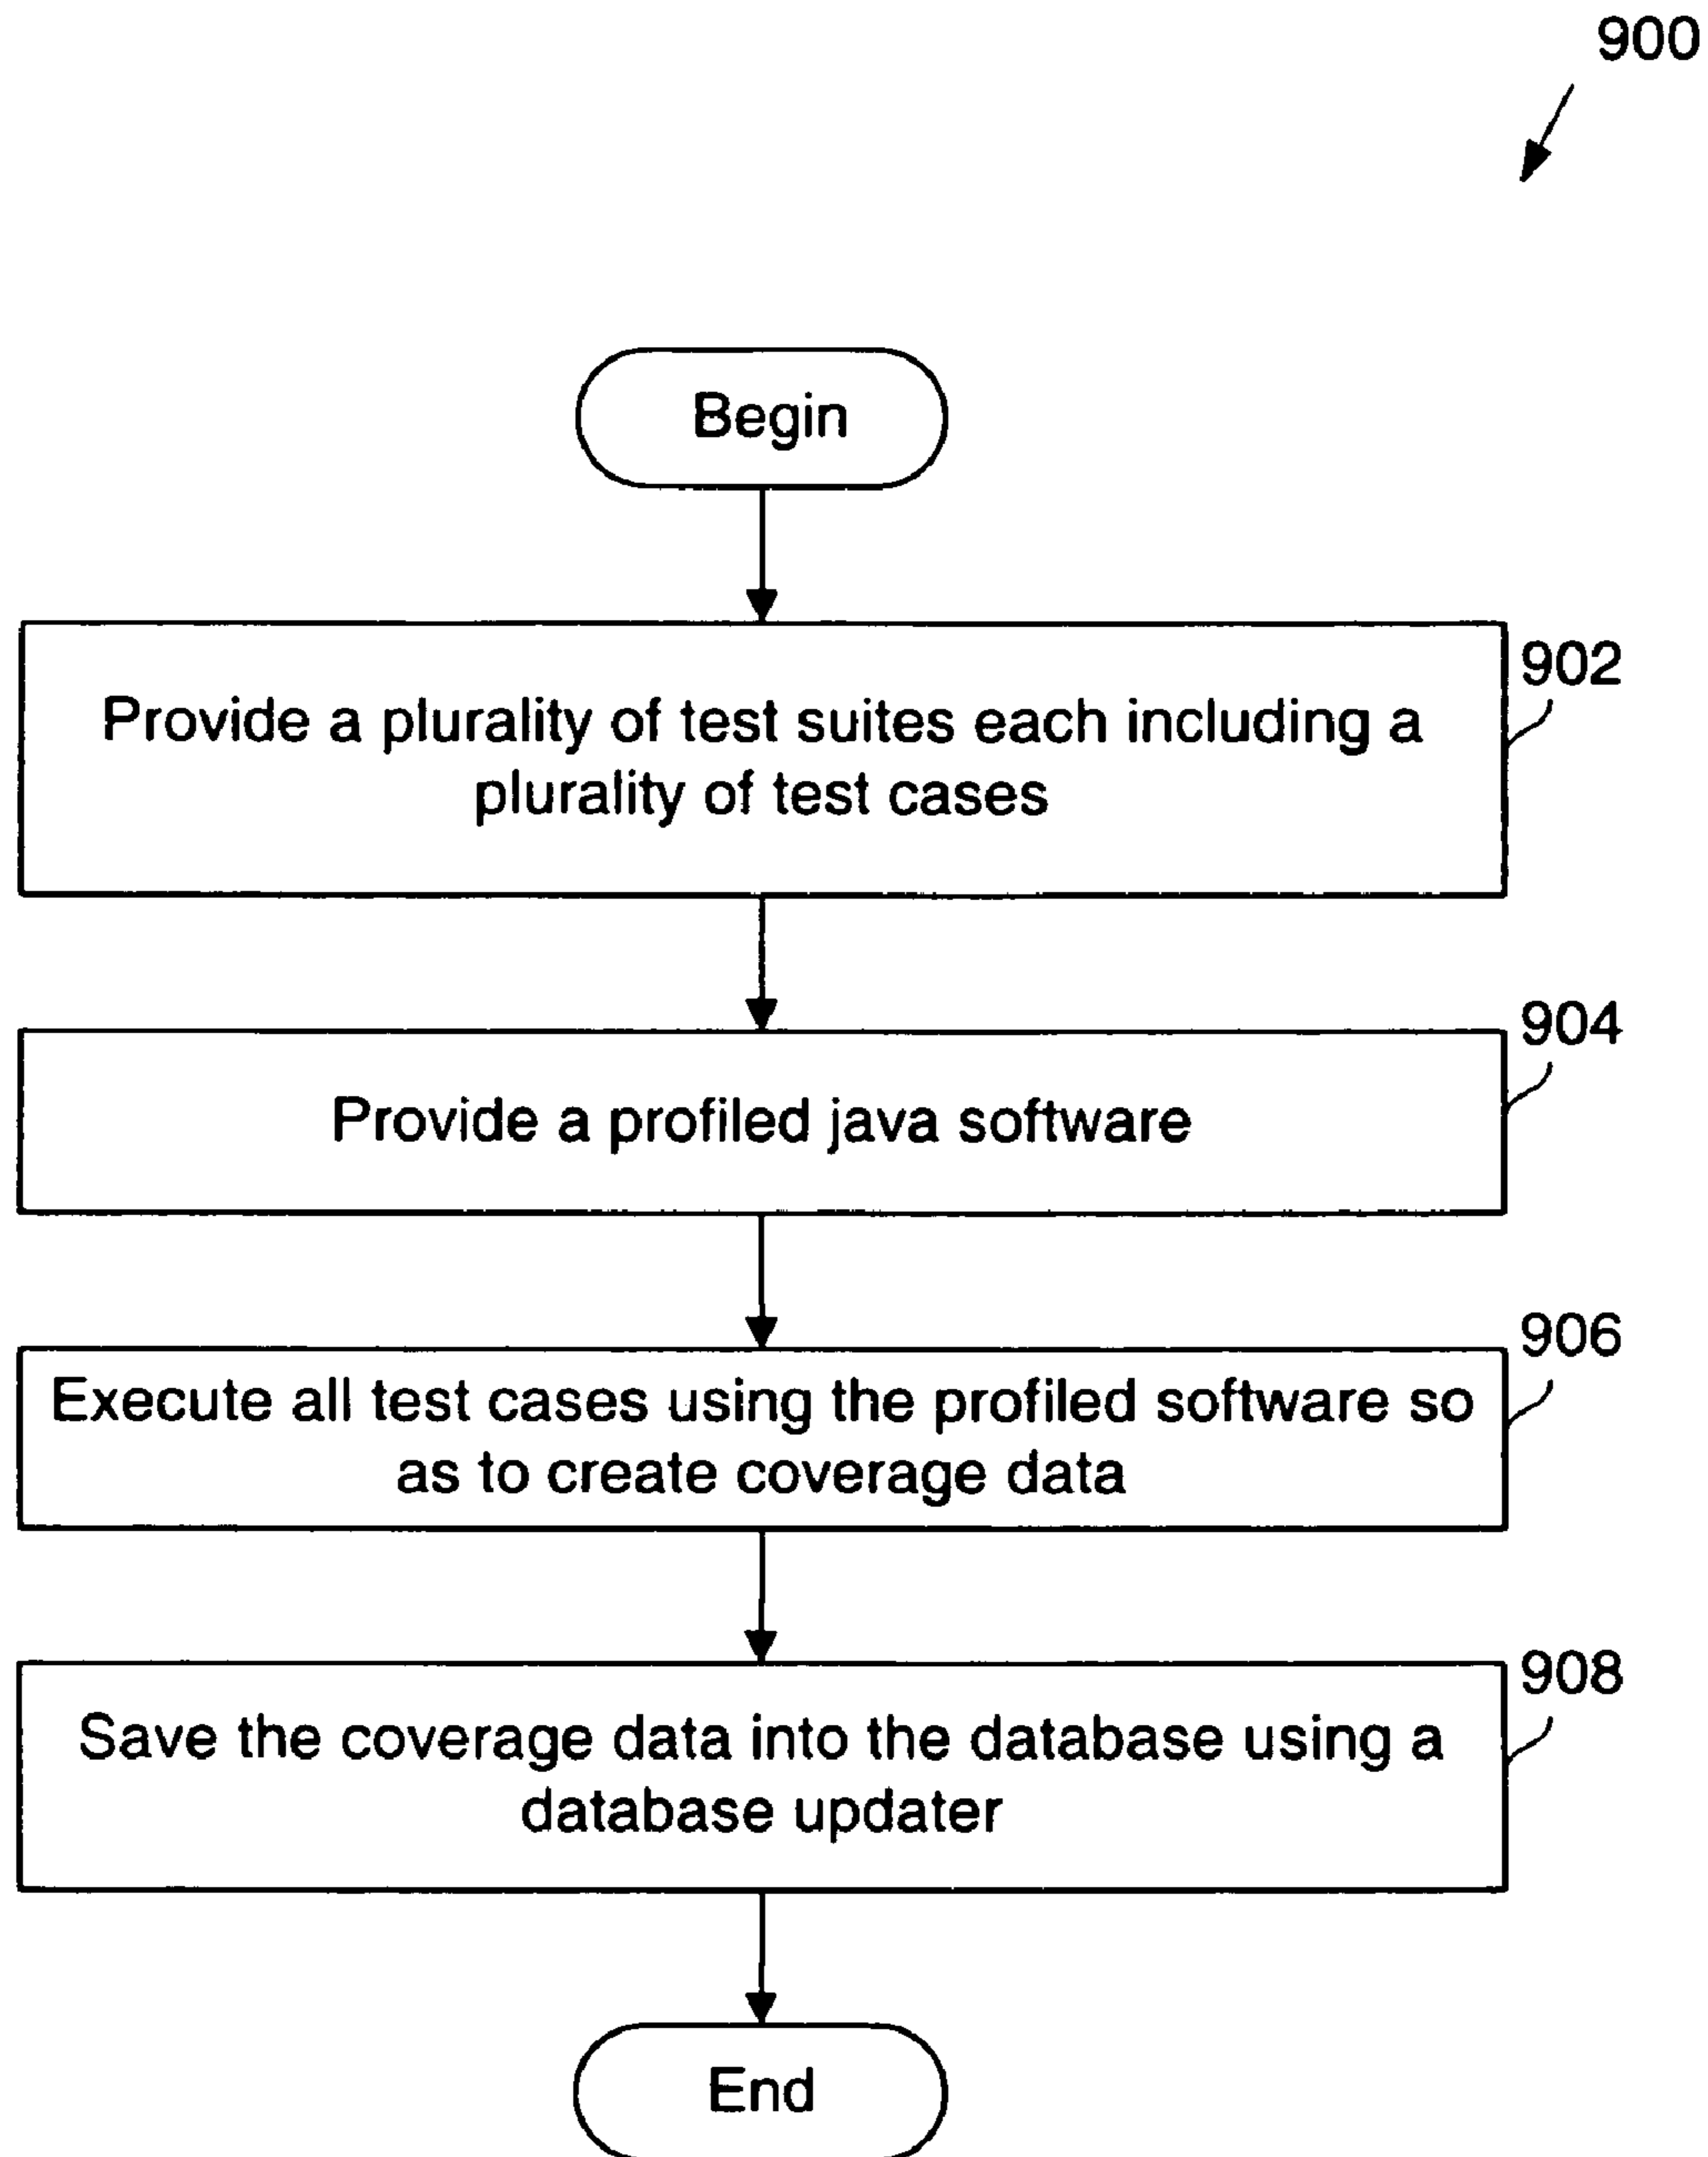 900
Begin
902
Provide a plurality of test suites each including a
plurality of test cases
904
Provide a profiled java software
906
Execute all test cases using the profiled software so
as to create coverage data
908
Save the coverage data into the database using a
database updater
End